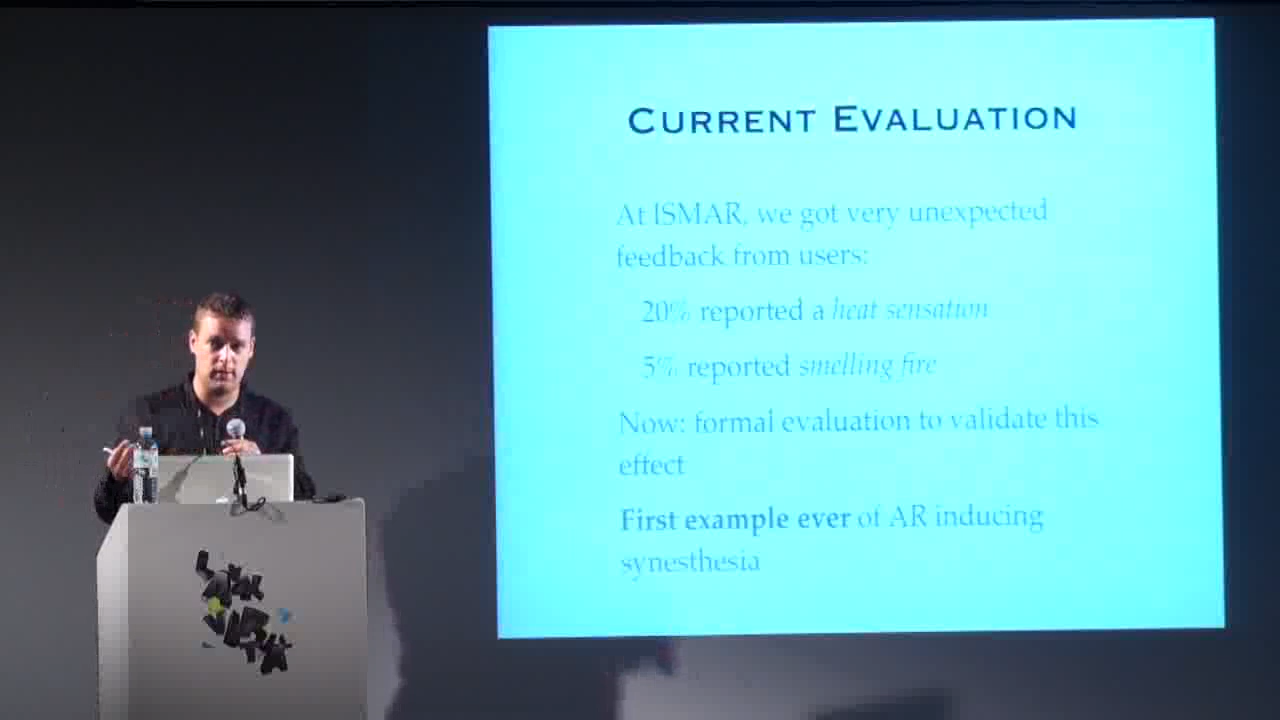 CURRENT EVALUATION
At ISMAR, we got very unexpected
feedback from users:
20% reported a heat sensation
5% reported smelling fire
Now: formal evaluation to validate this
effect
First example ever of AR inducing
synesthesia